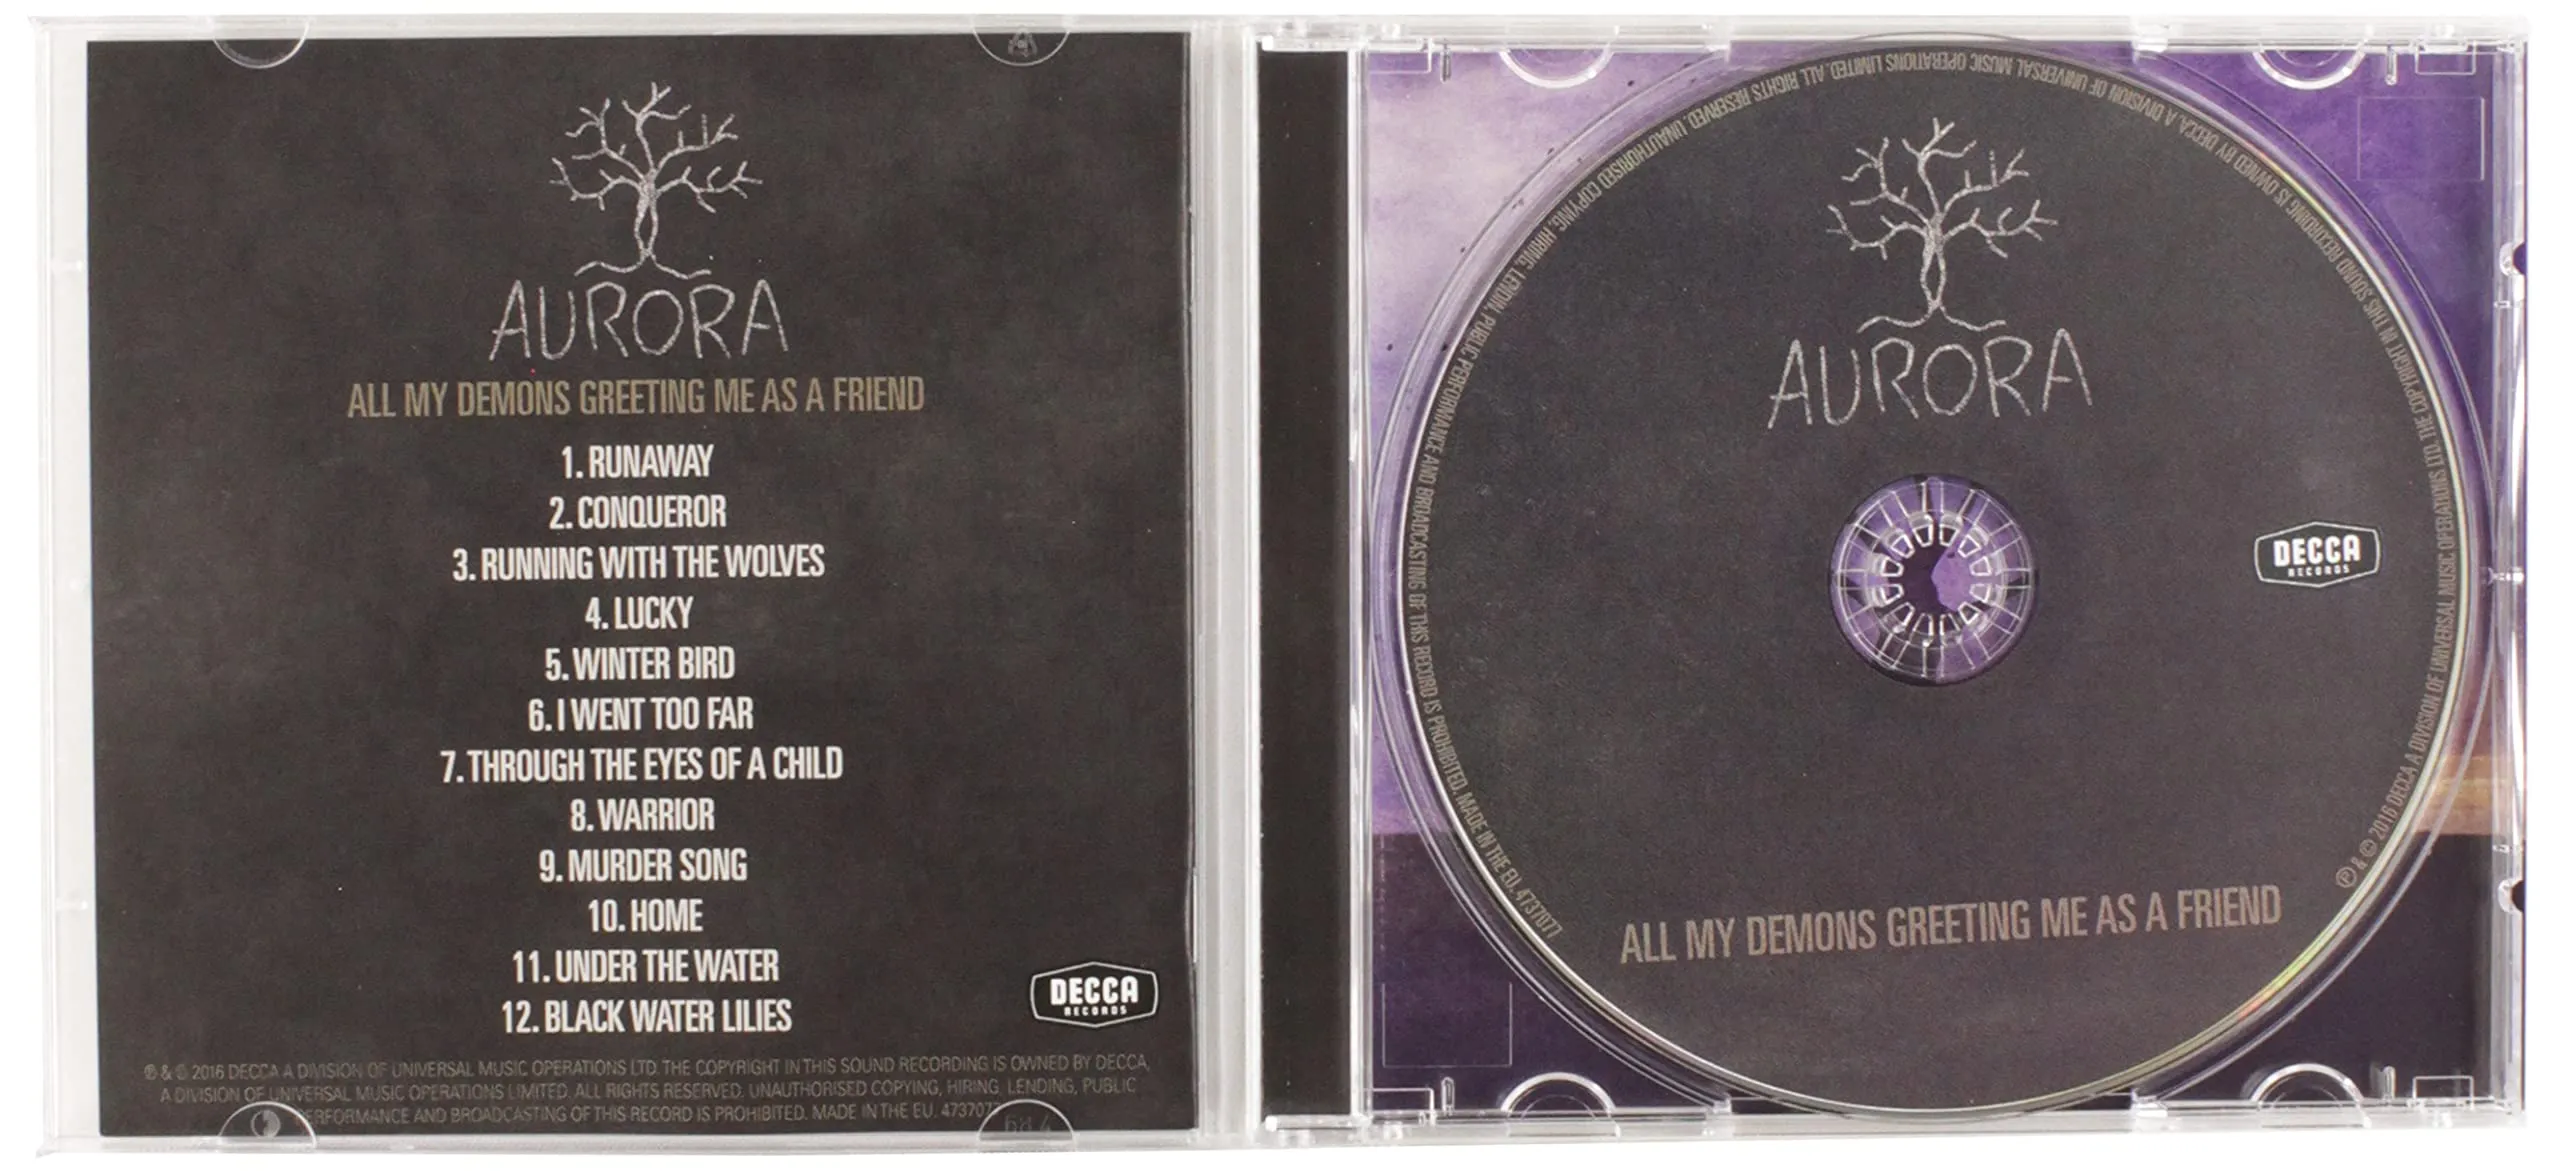 AURORA
ALL MY DEMONS GREETING ME AS A FRIEND
1. RUNAWAY
2. CONQUEROR
3. RUNNING WITH THE WOLVES
4. LUCKY
5. WINTER BIRD
6. I WENT TOO FAR
7. THROUGH THE EYES OF A CHILD
8. WARRIOR
9. MURDER SONG
10. HOME
11. UNDER THE WATER
12. BLACK WATER LILIES
DECCA
RECORDS
℗ & © 2016 DECCA A DIVISION OF UNIVERSAL MUSIC OPERATIONS LTD. THE COPYRIGHT IN THIS SOUND RECORDING IS OWNED BY DECCA,
A DIVISION OF UNIVERSAL MUSIC OPERATIONS LIMITED. ALL RIGHTS RESERVED. UNAUTHORISED COPYING, HIRING, LENDING, PUBLIC
PERFORMANCE AND BROADCASTING OF THIS RECORD IS PROHIBITED. MADE IN THE EU.
AURORA
DECCA
RECORDS
ALL MY DEMONS GREETING ME AS A FRIEND
℗ & © 2016 DECCA A DIVISION OF UNIVERSAL MUSIC OPERATIONS LTD. THE COPYRIGHT IN THIS SOUND RECORDING IS OWNED BY DECCA, A DIVISION OF UNIVERSAL MUSIC OPERATIONS LIMITED. ALL RIGHTS RESERVED. UNAUTHORISED COPYING, HIRING, LENDIN, PUBLIC PERFORMANCE AND BROADCASTING OF THIS RECORD IS PROHIBITED. MADE IN THE EU. 4737077